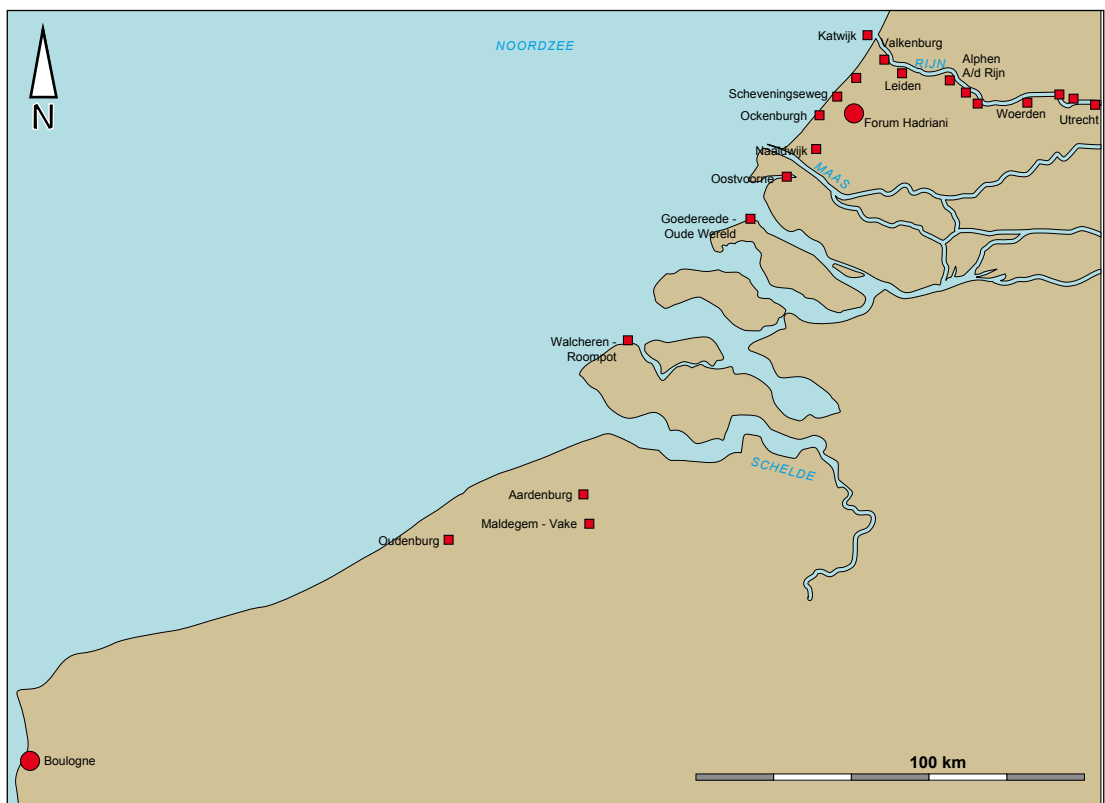 NOORDZEE
Katwijk
Valkenburg
RIJN
Alphen
A/d Rijn
Leiden
Scheveningseweg
Ockenburgh
Forum Hadriani
Woerden
Utrecht
Naaldwijk
MAAS
Oostvoorne
Goedereede -
Oude Wereld
Walcheren -
Roompot
SCHELDE
Aardenburg
Maldegem - Vake
Oudenburg
Boulogne
100 km
N